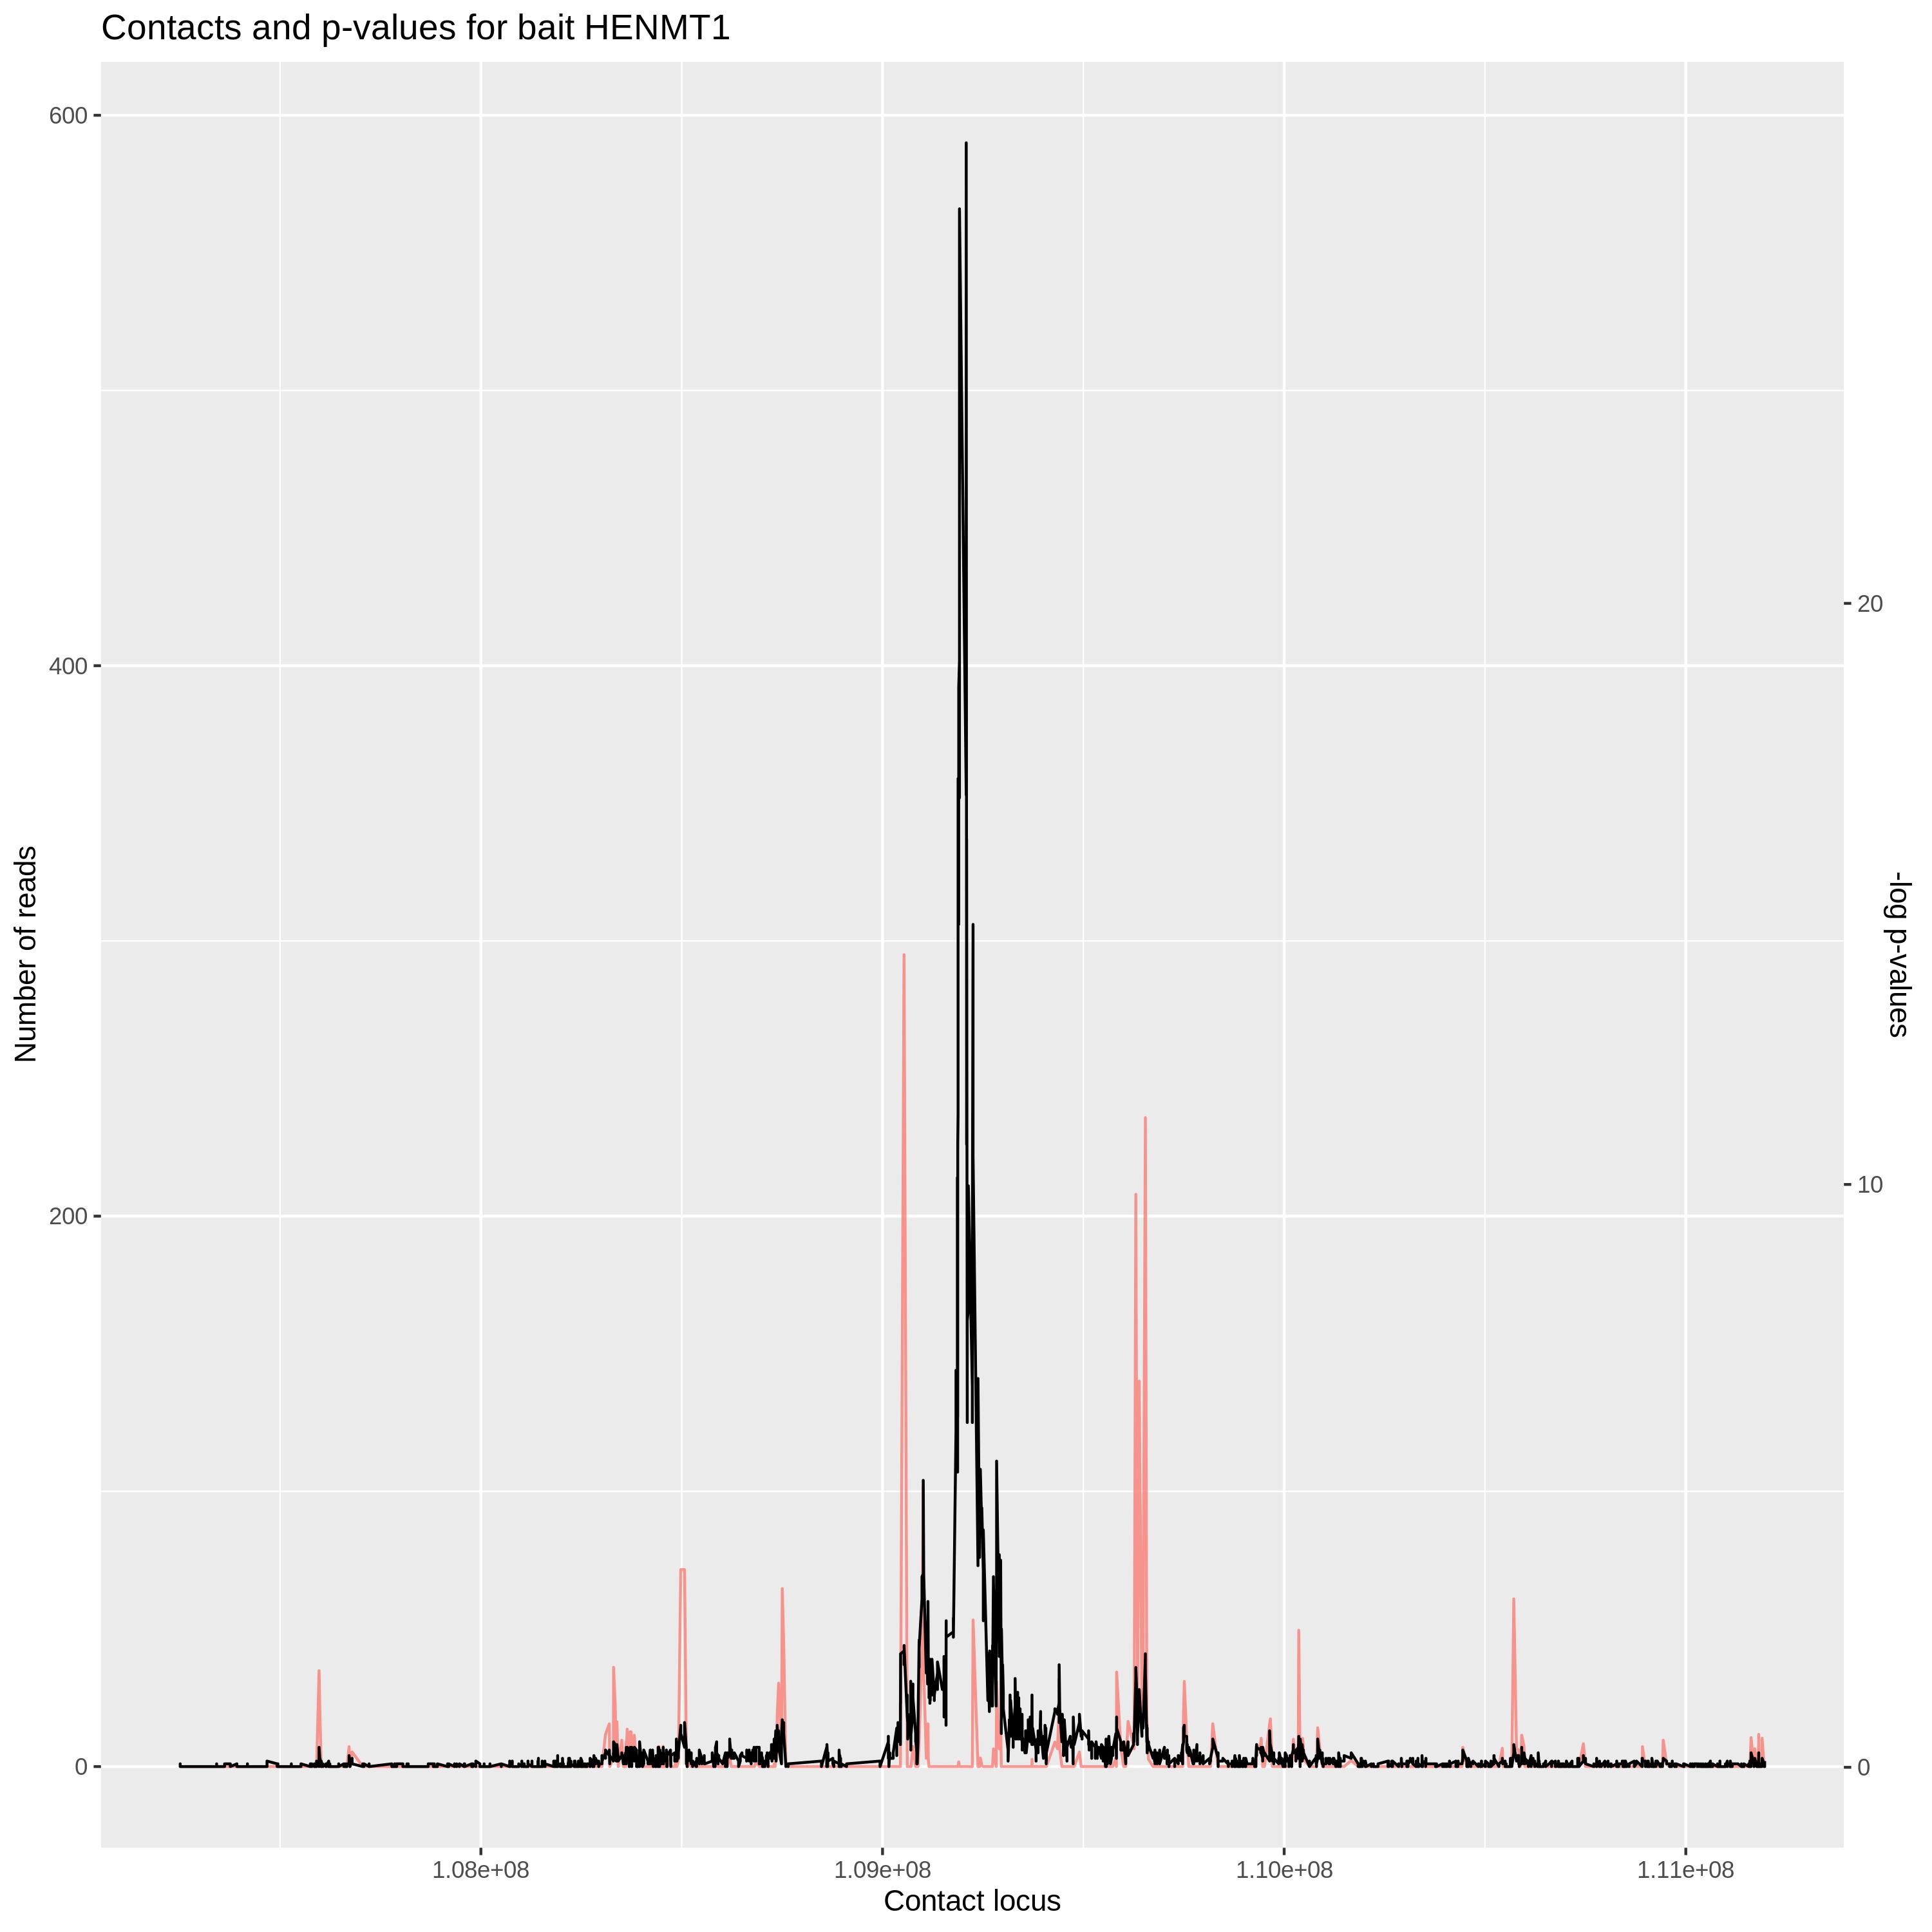 Contacts and p-values for bait HENMT1
600
400
200
0
Number of reads
20
10
0
-log p-values
1.08e+08
1.09e+08
1.10e+08
1.11e+08
Contact locus